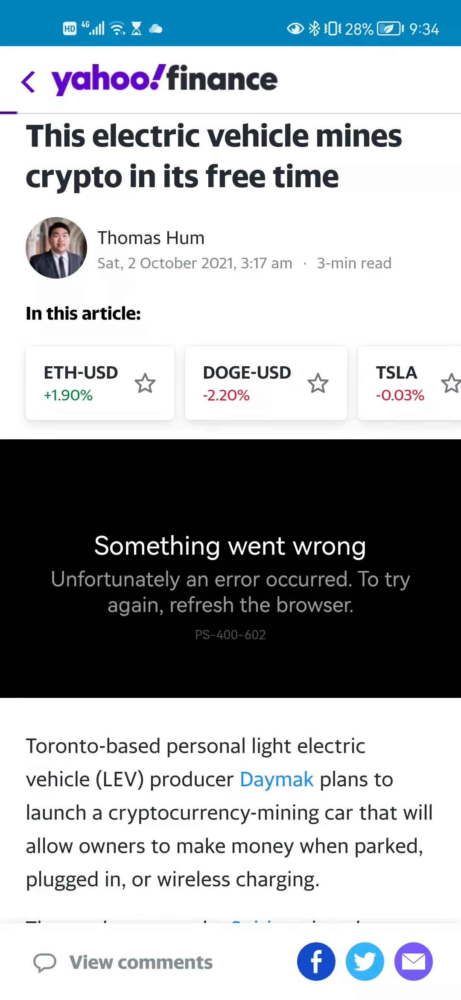 HD 4G 28% 9:34
yahoo!finance
This electric vehicle mines
crypto in its free time
Thomas Hum
Sat, 2 October 2021, 3:17 am · 3-min read
In this article:
ETH-USD DOGE-USD TSLA
+1.90% -2.20% -0.03%
Something went wrong
Unfortunately an error occurred. To try
again, refresh the browser.
PS-400-602
Toronto-based personal light electric
vehicle (LEV) producer Daymak plans to
launch a cryptocurrency-mining car that will
allow owners to make money when parked,
plugged in, or wireless charging.
View comments